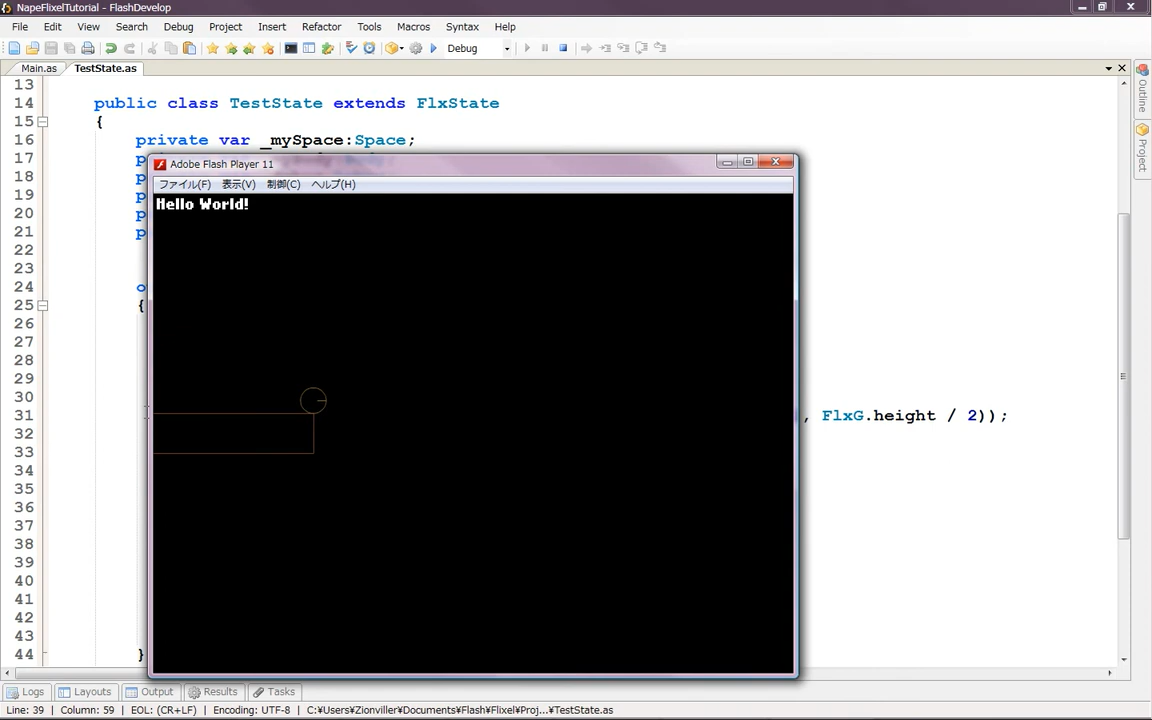 NapeFlixelTutorial - FlashDevelop
File Edit View Search Debug Project Insert Refactor Tools Macros Syntax Help
Debug
Main.as TestState.as
Outline
Project
13
14 public class TestState extends FlxState
15 {
16 private var _mySpace:Space;
17
18
19
20
21
22
23
24
25 {
26
27
28
29
30
31 , FlxG.height / 2));
32
33
34
35
36
37
38
39
40
41
42
43
44 }
Adobe Flash Player 11
ファイル(F) 表示(V) 制御(C) ヘルプ(H)
Hello World!
Logs Layouts Output Results Tasks
Line: 39 Column: 59 EOL: (CR+LF) Encoding: UTF-8 C:¥Users¥Zionviller¥Documents¥Flash¥Flixel¥Proj...¥TestState.as